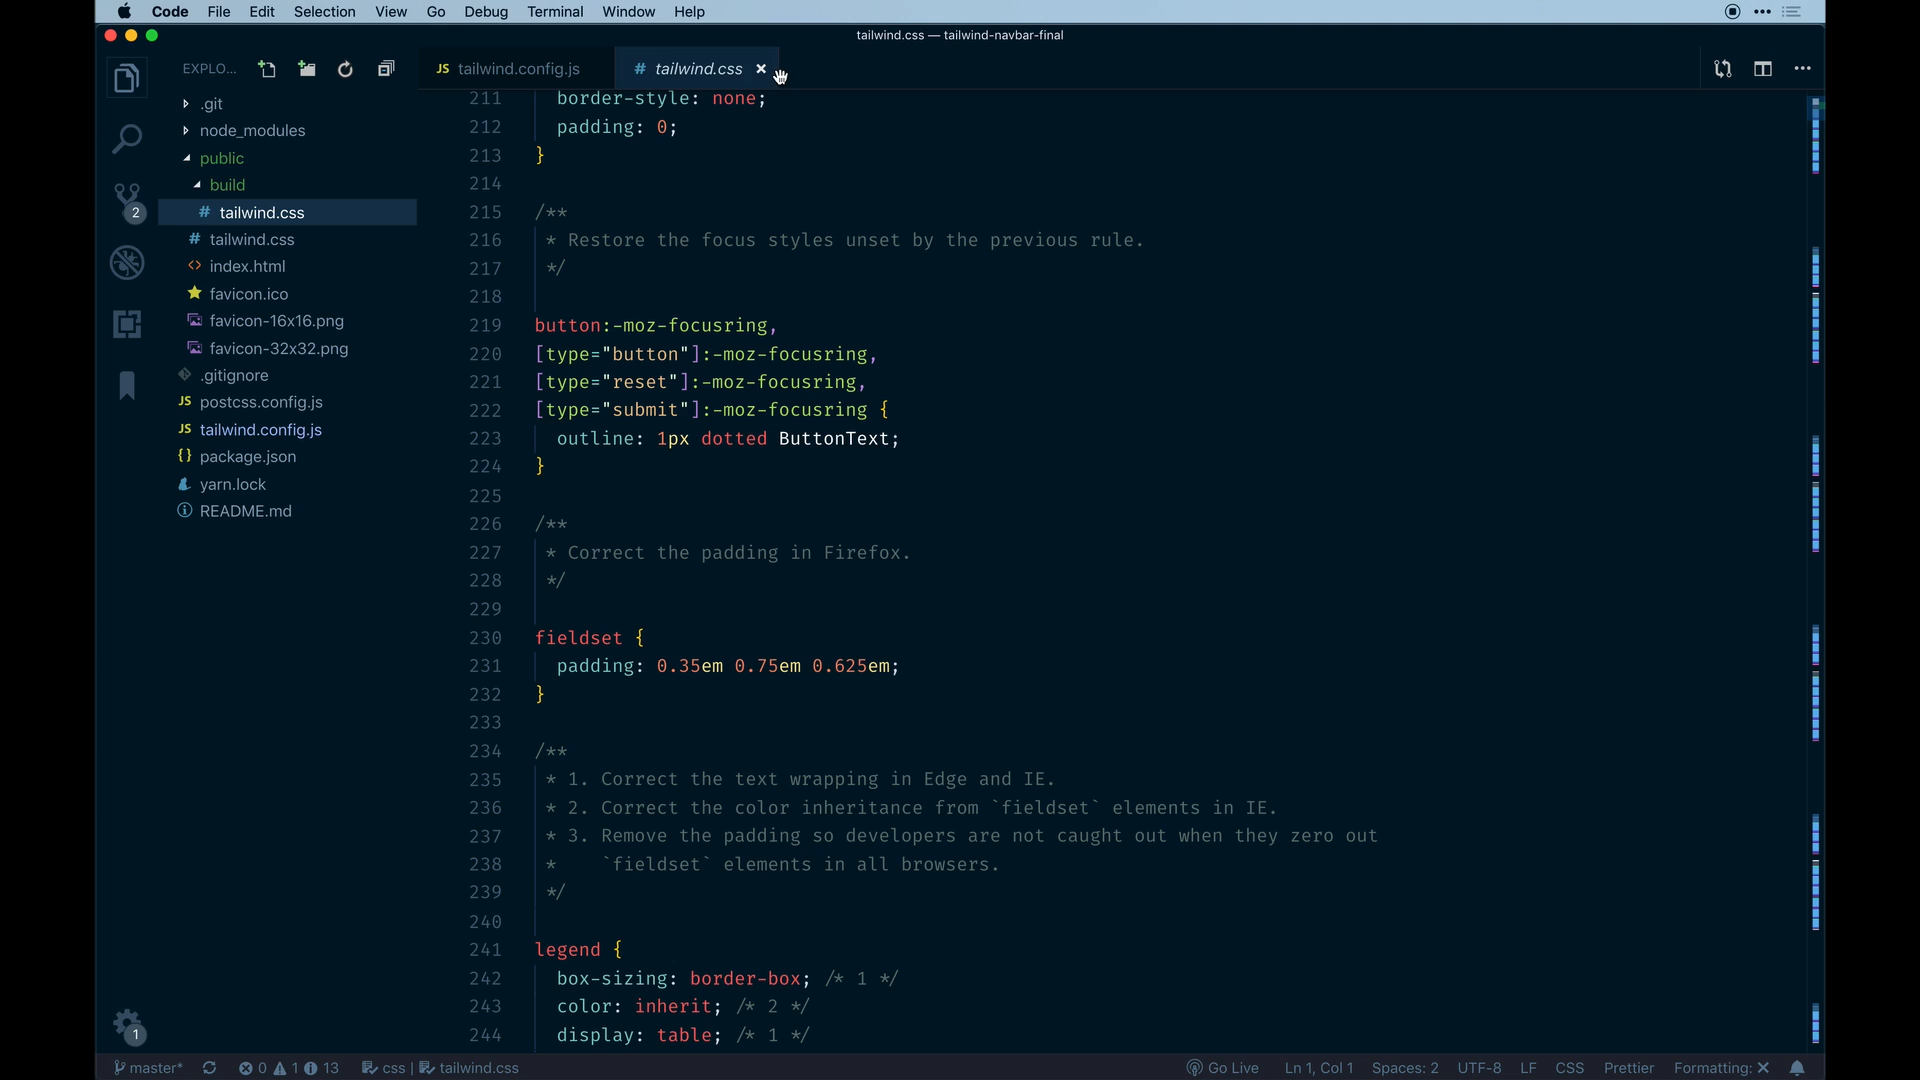 Code File Edit Selection View Go Debug Terminal Window Help
tailwind.css — tailwind-navbar-final
EXPLO...
JS tailwind.config.js
# tailwind.css ×
.git
node_modules
public
build
# tailwind.css
# tailwind.css
<> index.html
favicon.ico
favicon-16x16.png
favicon-32x32.png
.gitignore
JS postcss.config.js
JS tailwind.config.js
{} package.json
yarn.lock
README.md
2
1
211 border-style: none;
212 padding: 0;
213 }
214
215 /**
216 * Restore the focus styles unset by the previous rule.
217 */
218
219 button:-moz-focusring,
220 [type="button"]:-moz-focusring,
221 [type="reset"]:-moz-focusring,
222 [type="submit"]:-moz-focusring {
223 outline: 1px dotted ButtonText;
224 }
225
226 /**
227 * Correct the padding in Firefox.
228 */
229
230 fieldset {
231 padding: 0.35em 0.75em 0.625em;
232 }
233
234 /**
235 * 1. Correct the text wrapping in Edge and IE.
236 * 2. Correct the color inheritance from `fieldset` elements in IE.
237 * 3. Remove the padding so developers are not caught out when they zero out
238 * `fieldset` elements in all browsers.
239 */
240
241 legend {
242 box-sizing: border-box; /* 1 */
243 color: inherit; /* 2 */
244 display: table; /* 1 */
master* 0 1 13 css | tailwind.css Go Live Ln 1, Col 1 Spaces: 2 UTF-8 LF CSS Prettier Formatting: ×